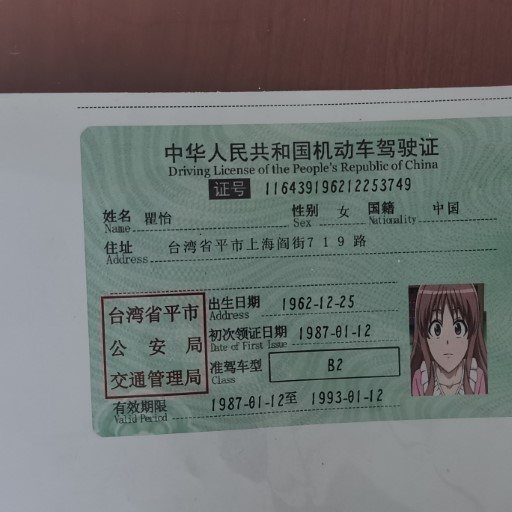 中华人民共和国机动车驾驶证
Driving License of the People's Republic of China
证号 116439196212253749
姓名 瞿怡 性别 女 国籍 中国
Name Sex Nationality
住址 台湾省平市上海阎街719路
Address
台湾省平市
公安局
交通管理局
出生日期 1962-12-25
Address
初次领证日期 1987-01-12
Date of First Issue
准驾车型 B2
Class
有效期限 1987-01-12至 1993-01-12
Valid Period